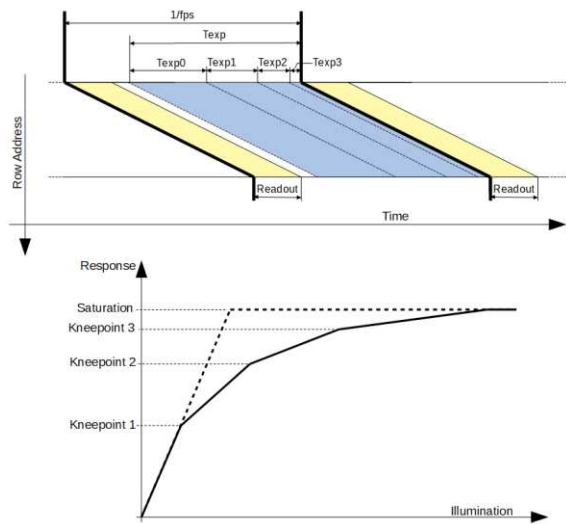 1/fps
Texp
Texp0 Texp1 Texp2 Texp3
Row Address
Readout Readout
Time
Response
Saturation
Kneepoint 3
Kneepoint 2
Kneepoint 1
Illumination